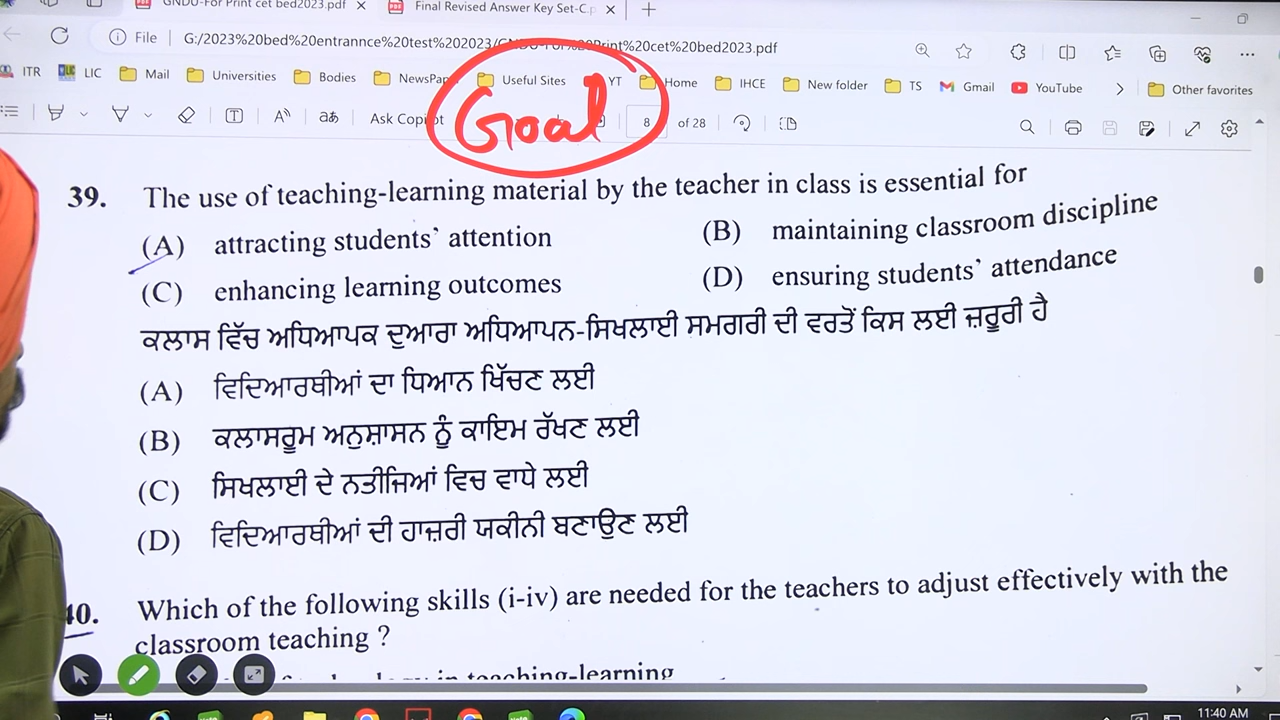 GNDU-For Print cet bed2023.pdf
Final Revised Answer Key Set-C.p
File G:/2023%20bed%20entrannce%20test%202023/GNDU-For%20Print%20cet%20bed2023.pdf
ITR LIC Mail Universities Bodies NewsPap Useful Sites YT Home IHCE New folder TS Gmail YouTube Other favorites
Ask Copilot 8 of 28
Goal
39. The use of teaching-learning material by the teacher in class is essential for
(A) attracting students' attention (B) maintaining classroom discipline
(C) enhancing learning outcomes (D) ensuring students' attendance
ਕਲਾਸ ਵਿੱਚ ਅਧਿਆਪਕ ਦੁਆਰਾ ਅਧਿਆਪਨ-ਸਿਖਲਾਈ ਸਮਗਰੀ ਦੀ ਵਰਤੋਂ ਕਿਸ ਲਈ ਜ਼ਰੂਰੀ ਹੈ
(A) ਵਿਦਿਆਰਥੀਆਂ ਦਾ ਧਿਆਨ ਖਿੱਚਣ ਲਈ
(B) ਕਲਾਸਰੂਮ ਅਨੁਸ਼ਾਸਨ ਨੂੰ ਕਾਇਮ ਰੱਖਣ ਲਈ
(C) ਸਿਖਲਾਈ ਦੇ ਨਤੀਜਿਆਂ ਵਿਚ ਵਾਧੇ ਲਈ
(D) ਵਿਦਿਆਰਥੀਆਂ ਦੀ ਹਾਜ਼ਰੀ ਯਕੀਨੀ ਬਣਾਉਣ ਲਈ
40. Which of the following skills (i-iv) are needed for the teachers to adjust effectively with the
classroom teaching ?
in teaching-learning
11:40 AM